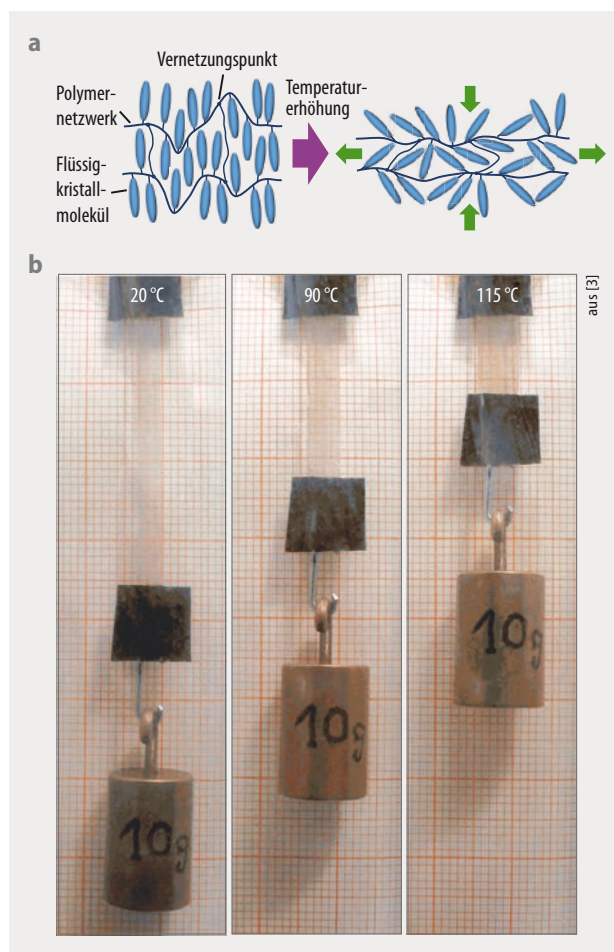 a
Vernetzungspunkt
Polymer-
netzwerk
Temperatur-
erhöhung
Flüssig-
kristall-
molekül
b
20 °C
90 °C
115 °C
aus [3]
10g
10g
10g